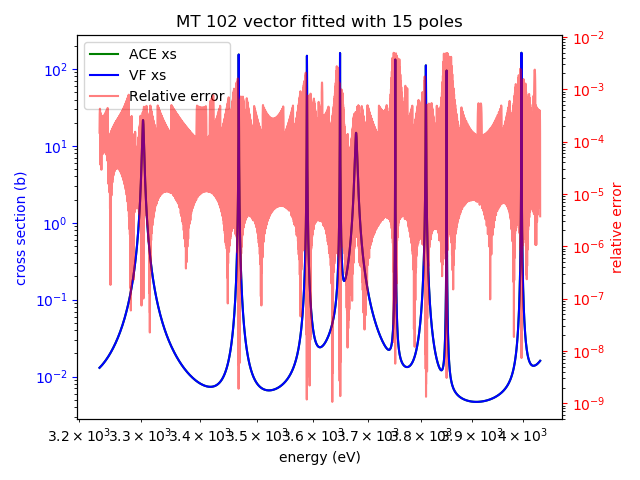 MT 102 vector fitted with 15 poles
ACE xs
VF xs
Relative error
10²
10¹
10⁰
10⁻¹
10⁻²
cross section (b)
10⁻²
10⁻³
10⁻⁴
10⁻⁵
10⁻⁶
10⁻⁷
10⁻⁸
10⁻⁹
relative error
3.2 × 10³ 3.3 × 10³ 3.4 × 10³ 3.5 × 10³ 3.6 × 10³ 3.7 × 10³ 3.8 × 10³ 3.9 × 10³ 4 × 10³
energy (eV)